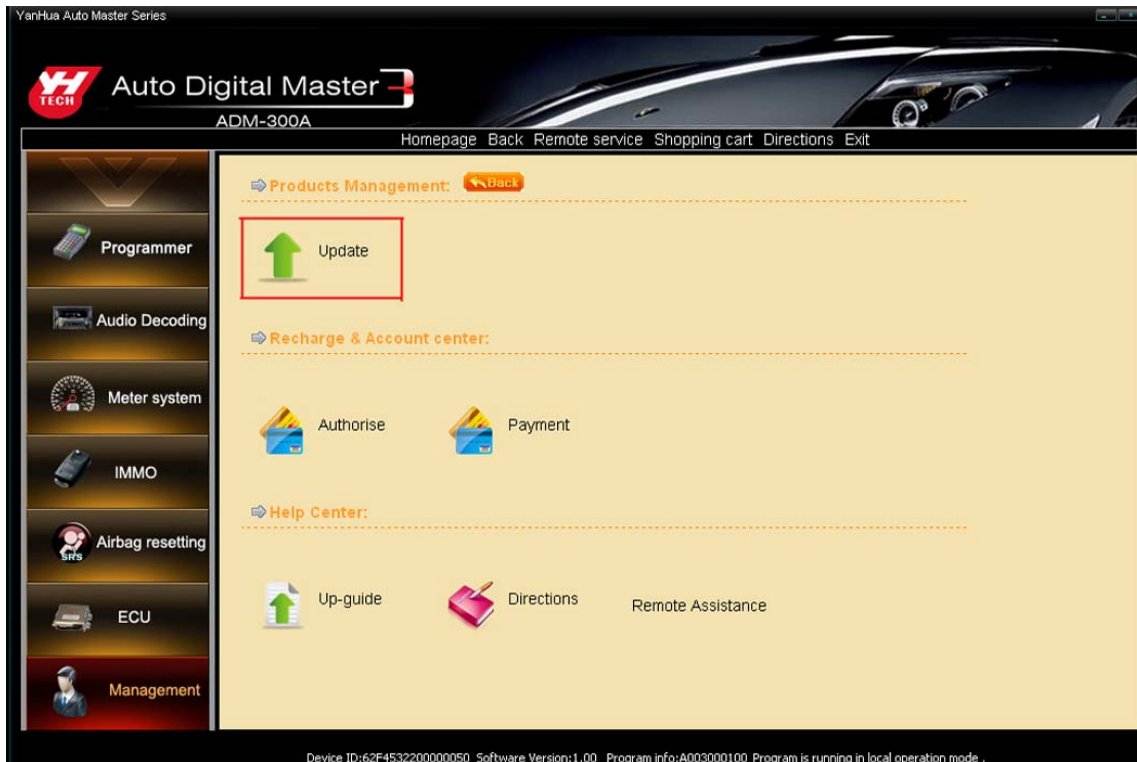 YanHua Auto Master Series
YH
TECH
Auto Digital Master 3
ADM-300A
Homepage Back Remote service Shopping cart Directions Exit
Programmer
Audio Decoding
Meter system
IMMO
SRS
Airbag resetting
ECU
Management
Products Management:
Back
Update
Recharge & Account center:
Authorise
Payment
Help Center:
Up-guide
Directions
Remote Assistance
Device ID:62F4532200000050 Software Version:1.00 Program info:A003000100 Program is running in local operation mode .